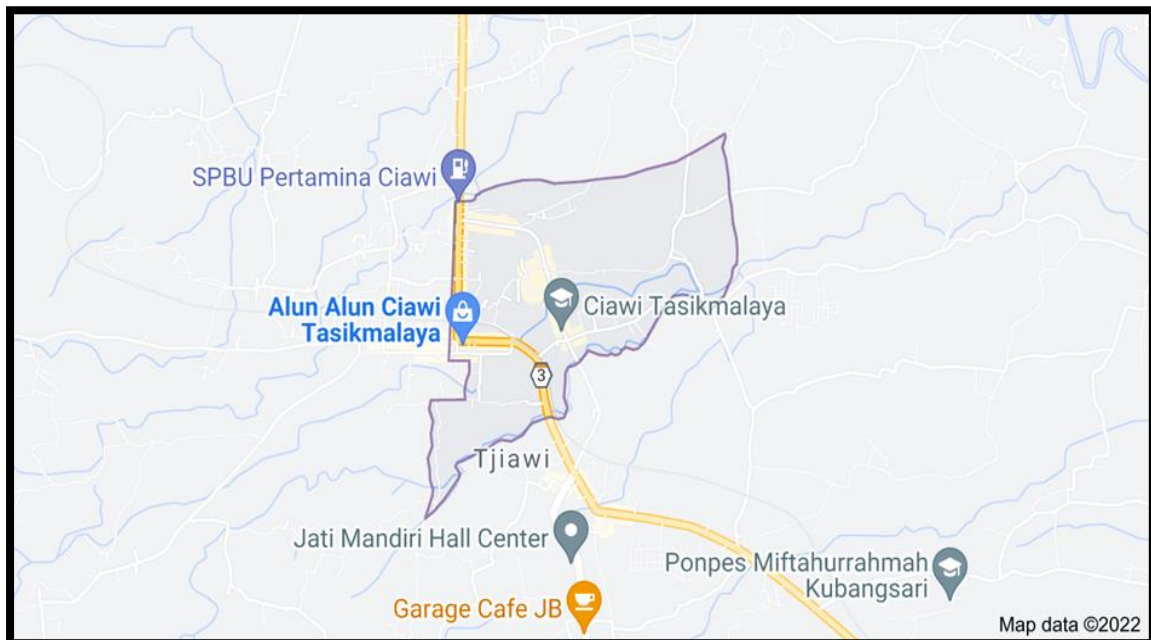 SPBU Pertamina Ciawi
Alun Alun Ciawi
Tasikmalaya
Ciawi Tasikmalaya
3
Tjiawi
Jati Mandiri Hall Center
Ponpes Miftahurrahmah
Kubangsari
Garage Cafe JB
Map data ©2022